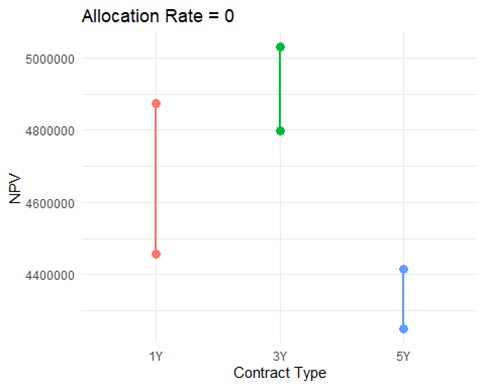 Allocation Rate = 0
NPV
5000000
4800000
4600000
4400000
1Y 3Y 5Y
Contract Type